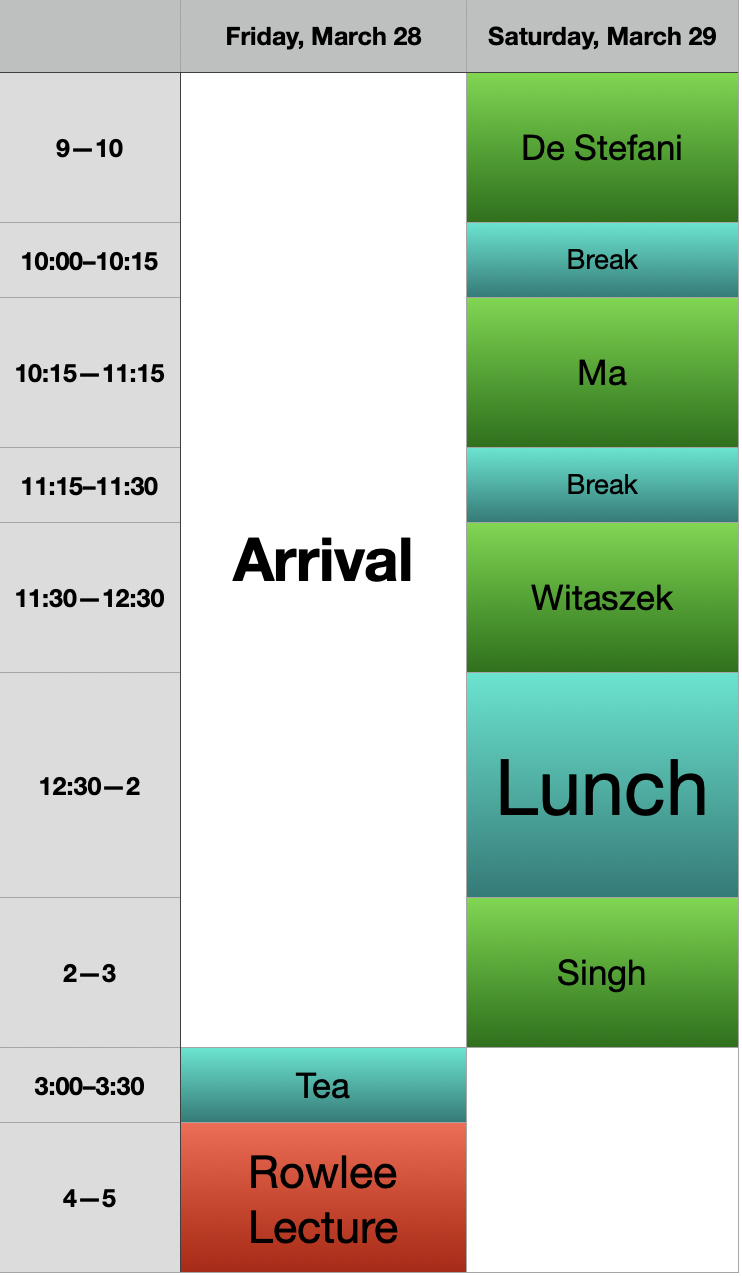 Friday, March 28 Saturday, March 29
9—10 De Stefani
10:00–10:15 Break
10:15—11:15 Ma
11:15–11:30 Break
Arrival
11:30—12:30 Witaszek
12:30—2 Lunch
2—3 Singh
3:00–3:30 Tea
4—5 Rowlee
Lecture